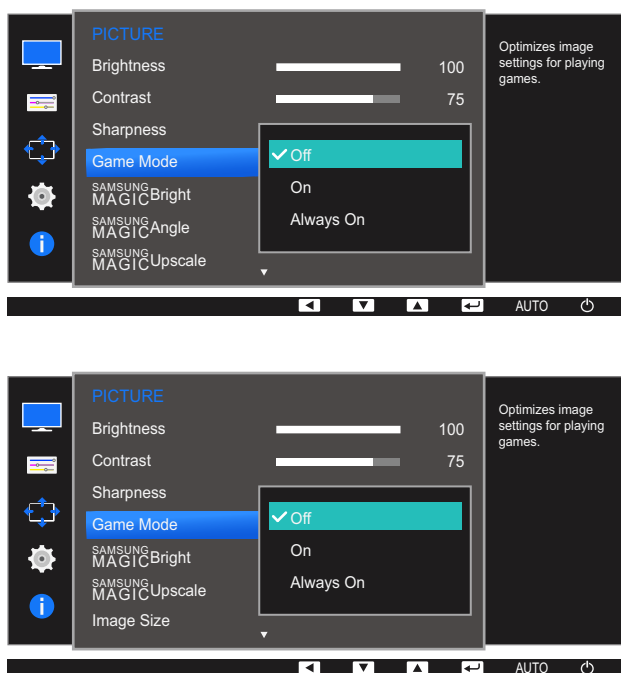 PICTURE
Brightness 100
Contrast 75
Sharpness
Game Mode
Off
On
Always On
SAMSUNG
MAGIC Bright
SAMSUNG
MAGIC Angle
SAMSUNG
MAGIC Upscale
Optimizes image
settings for playing
games.
AUTO
PICTURE
Brightness 100
Contrast 75
Sharpness
Game Mode
Off
On
Always On
SAMSUNG
MAGIC Bright
SAMSUNG
MAGIC Upscale
Image Size
Optimizes image
settings for playing
games.
AUTO